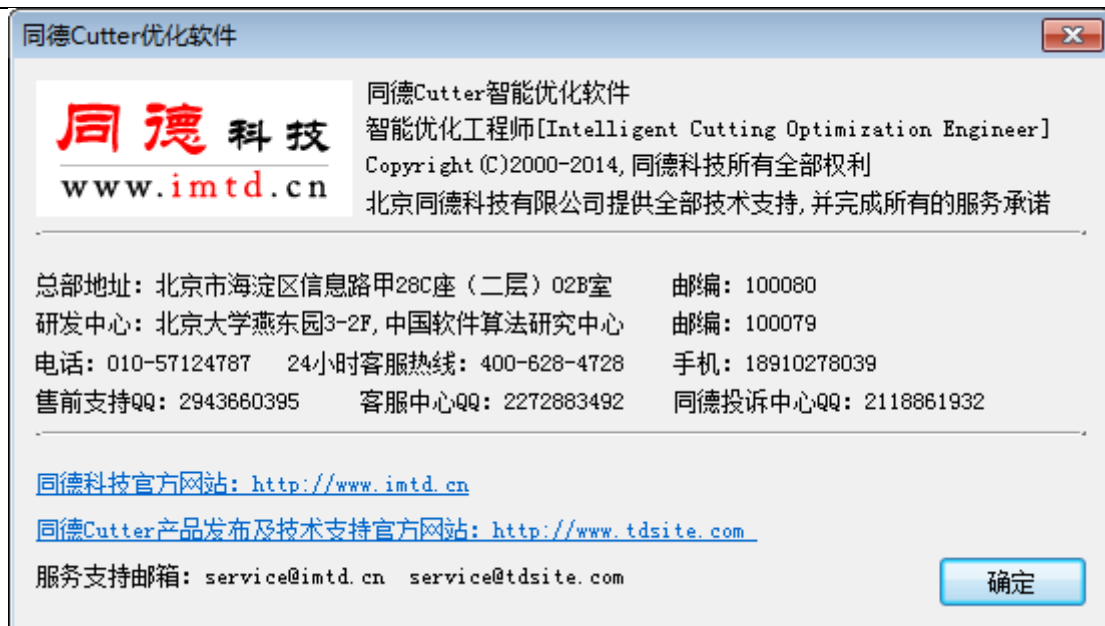 同德Cutter优化软件
同德科技
www.imtd.cn
同德Cutter智能优化软件
智能优化工程师[Intelligent Cutting Optimization Engineer]
Copyright(C)2000-2014,同德科技所有全部权利
北京同德科技有限公司提供全部技术支持,并完成所有的服务承诺
总部地址：北京市海淀区信息路甲28C座（二层）02B室 邮编：100080
研发中心：北京大学燕东园3-2F,中国软件算法研究中心 邮编：100079
电话：010-57124787 24小时客服热线：400-628-4728 手机：18910278039
售前支持QQ：2943660395 客服中心QQ：2272883492 同德投诉中心QQ：2118861932
同德科技官方网站：http://www.imtd.cn
同德Cutter产品发布及技术支持官方网站：http://www.tdsite.com
服务支持邮箱：service@imtd.cn service@tdsite.com
确定